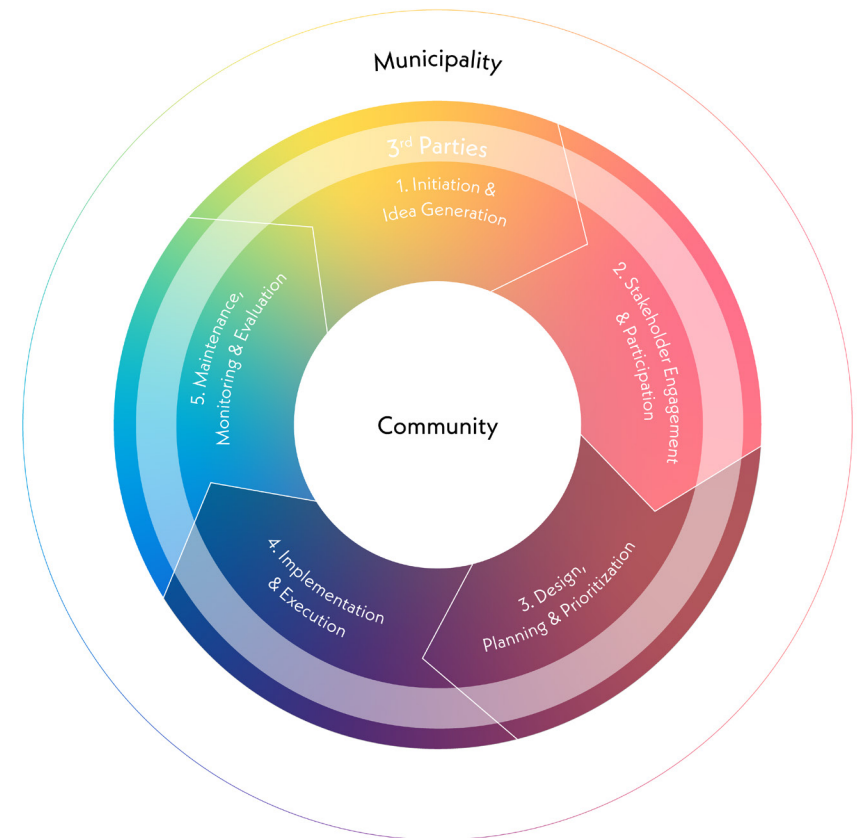 Municipality
3rd Parties
1. Initiation &
Idea Generation
2. Stakeholder Engagement
& Participation
3. Design,
Planning & Prioritization
4. Implementation
& Execution
5. Maintenance,
Monitoring & Evaluation
Community